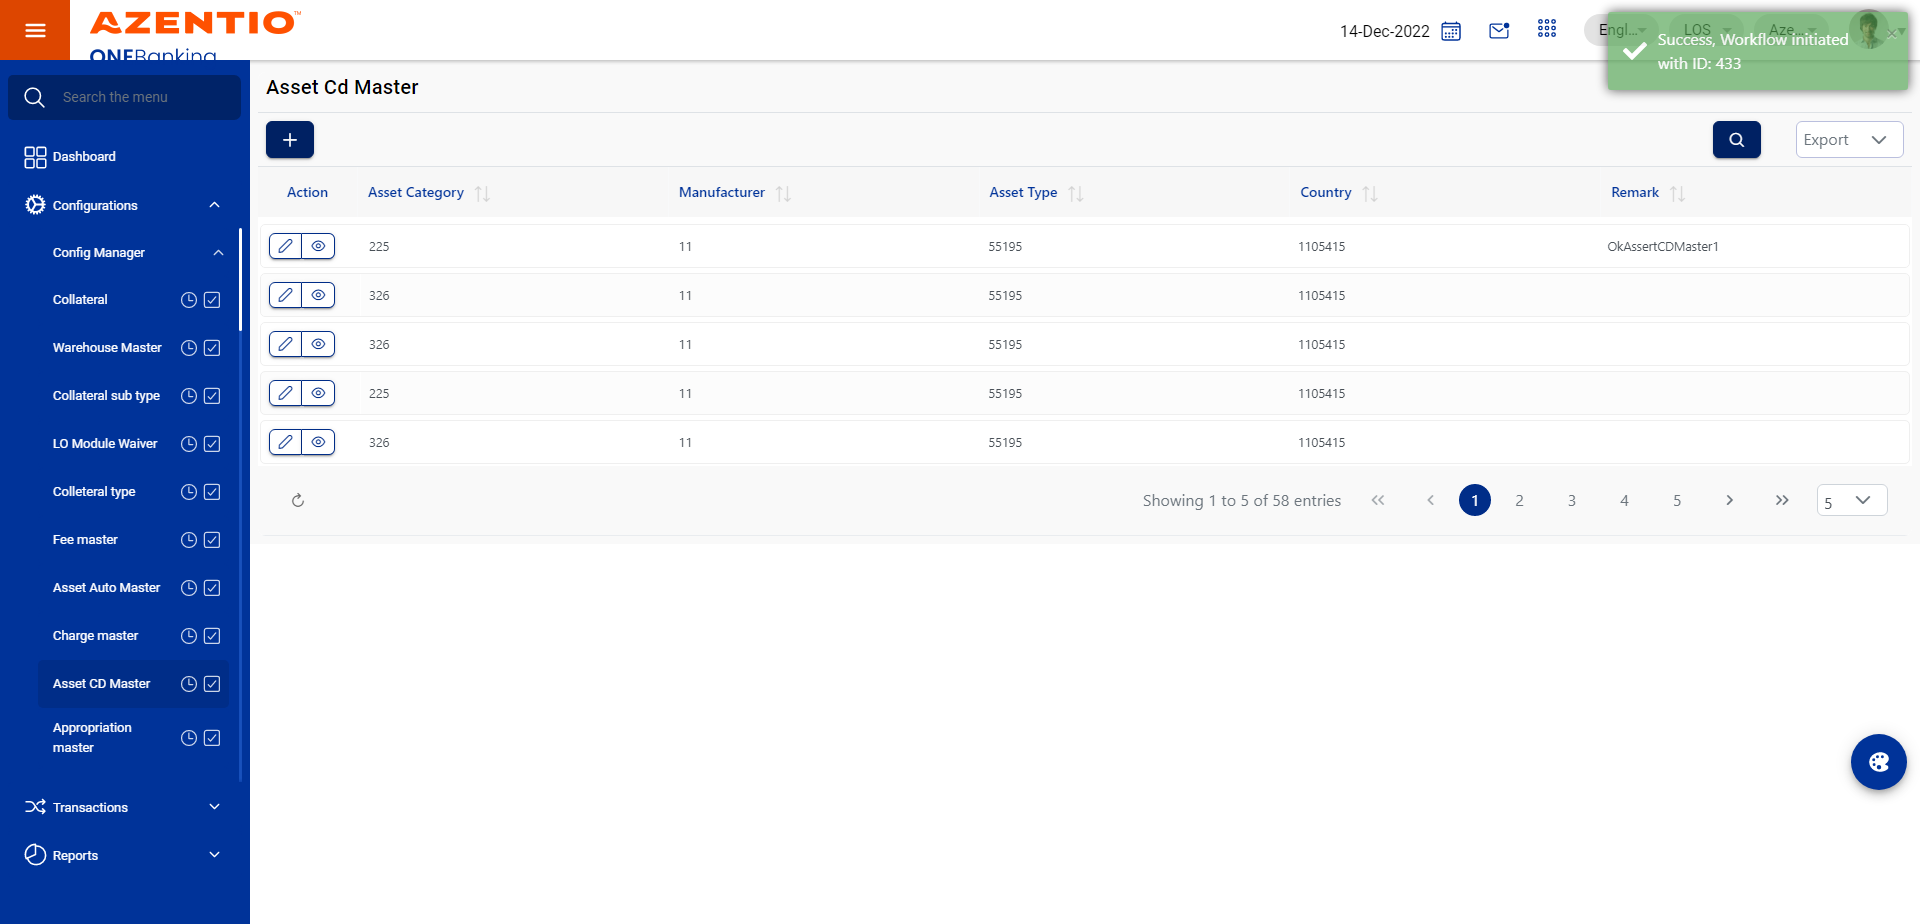 AZENTIO™
ONEBanking
14-Dec-2022
Engl...
LOS
Aze...
Success, Workflow initiated
with ID: 433
Search the menu
Dashboard
Configurations
Config Manager
Collateral
Warehouse Master
Collateral sub type
LO Module Waiver
Colleteral type
Fee master
Asset Auto Master
Charge master
Asset CD Master
Appropriation
master
Transactions
Reports
Asset Cd Master
Export
Action Asset Category Manufacturer Asset Type Country Remark
225 11 55195 1105415 OkAssertCDMaster1
326 11 55195 1105415
326 11 55195 1105415
225 11 55195 1105415
326 11 55195 1105415
Showing 1 to 5 of 58 entries << < 1 2 3 4 5 > >> 5